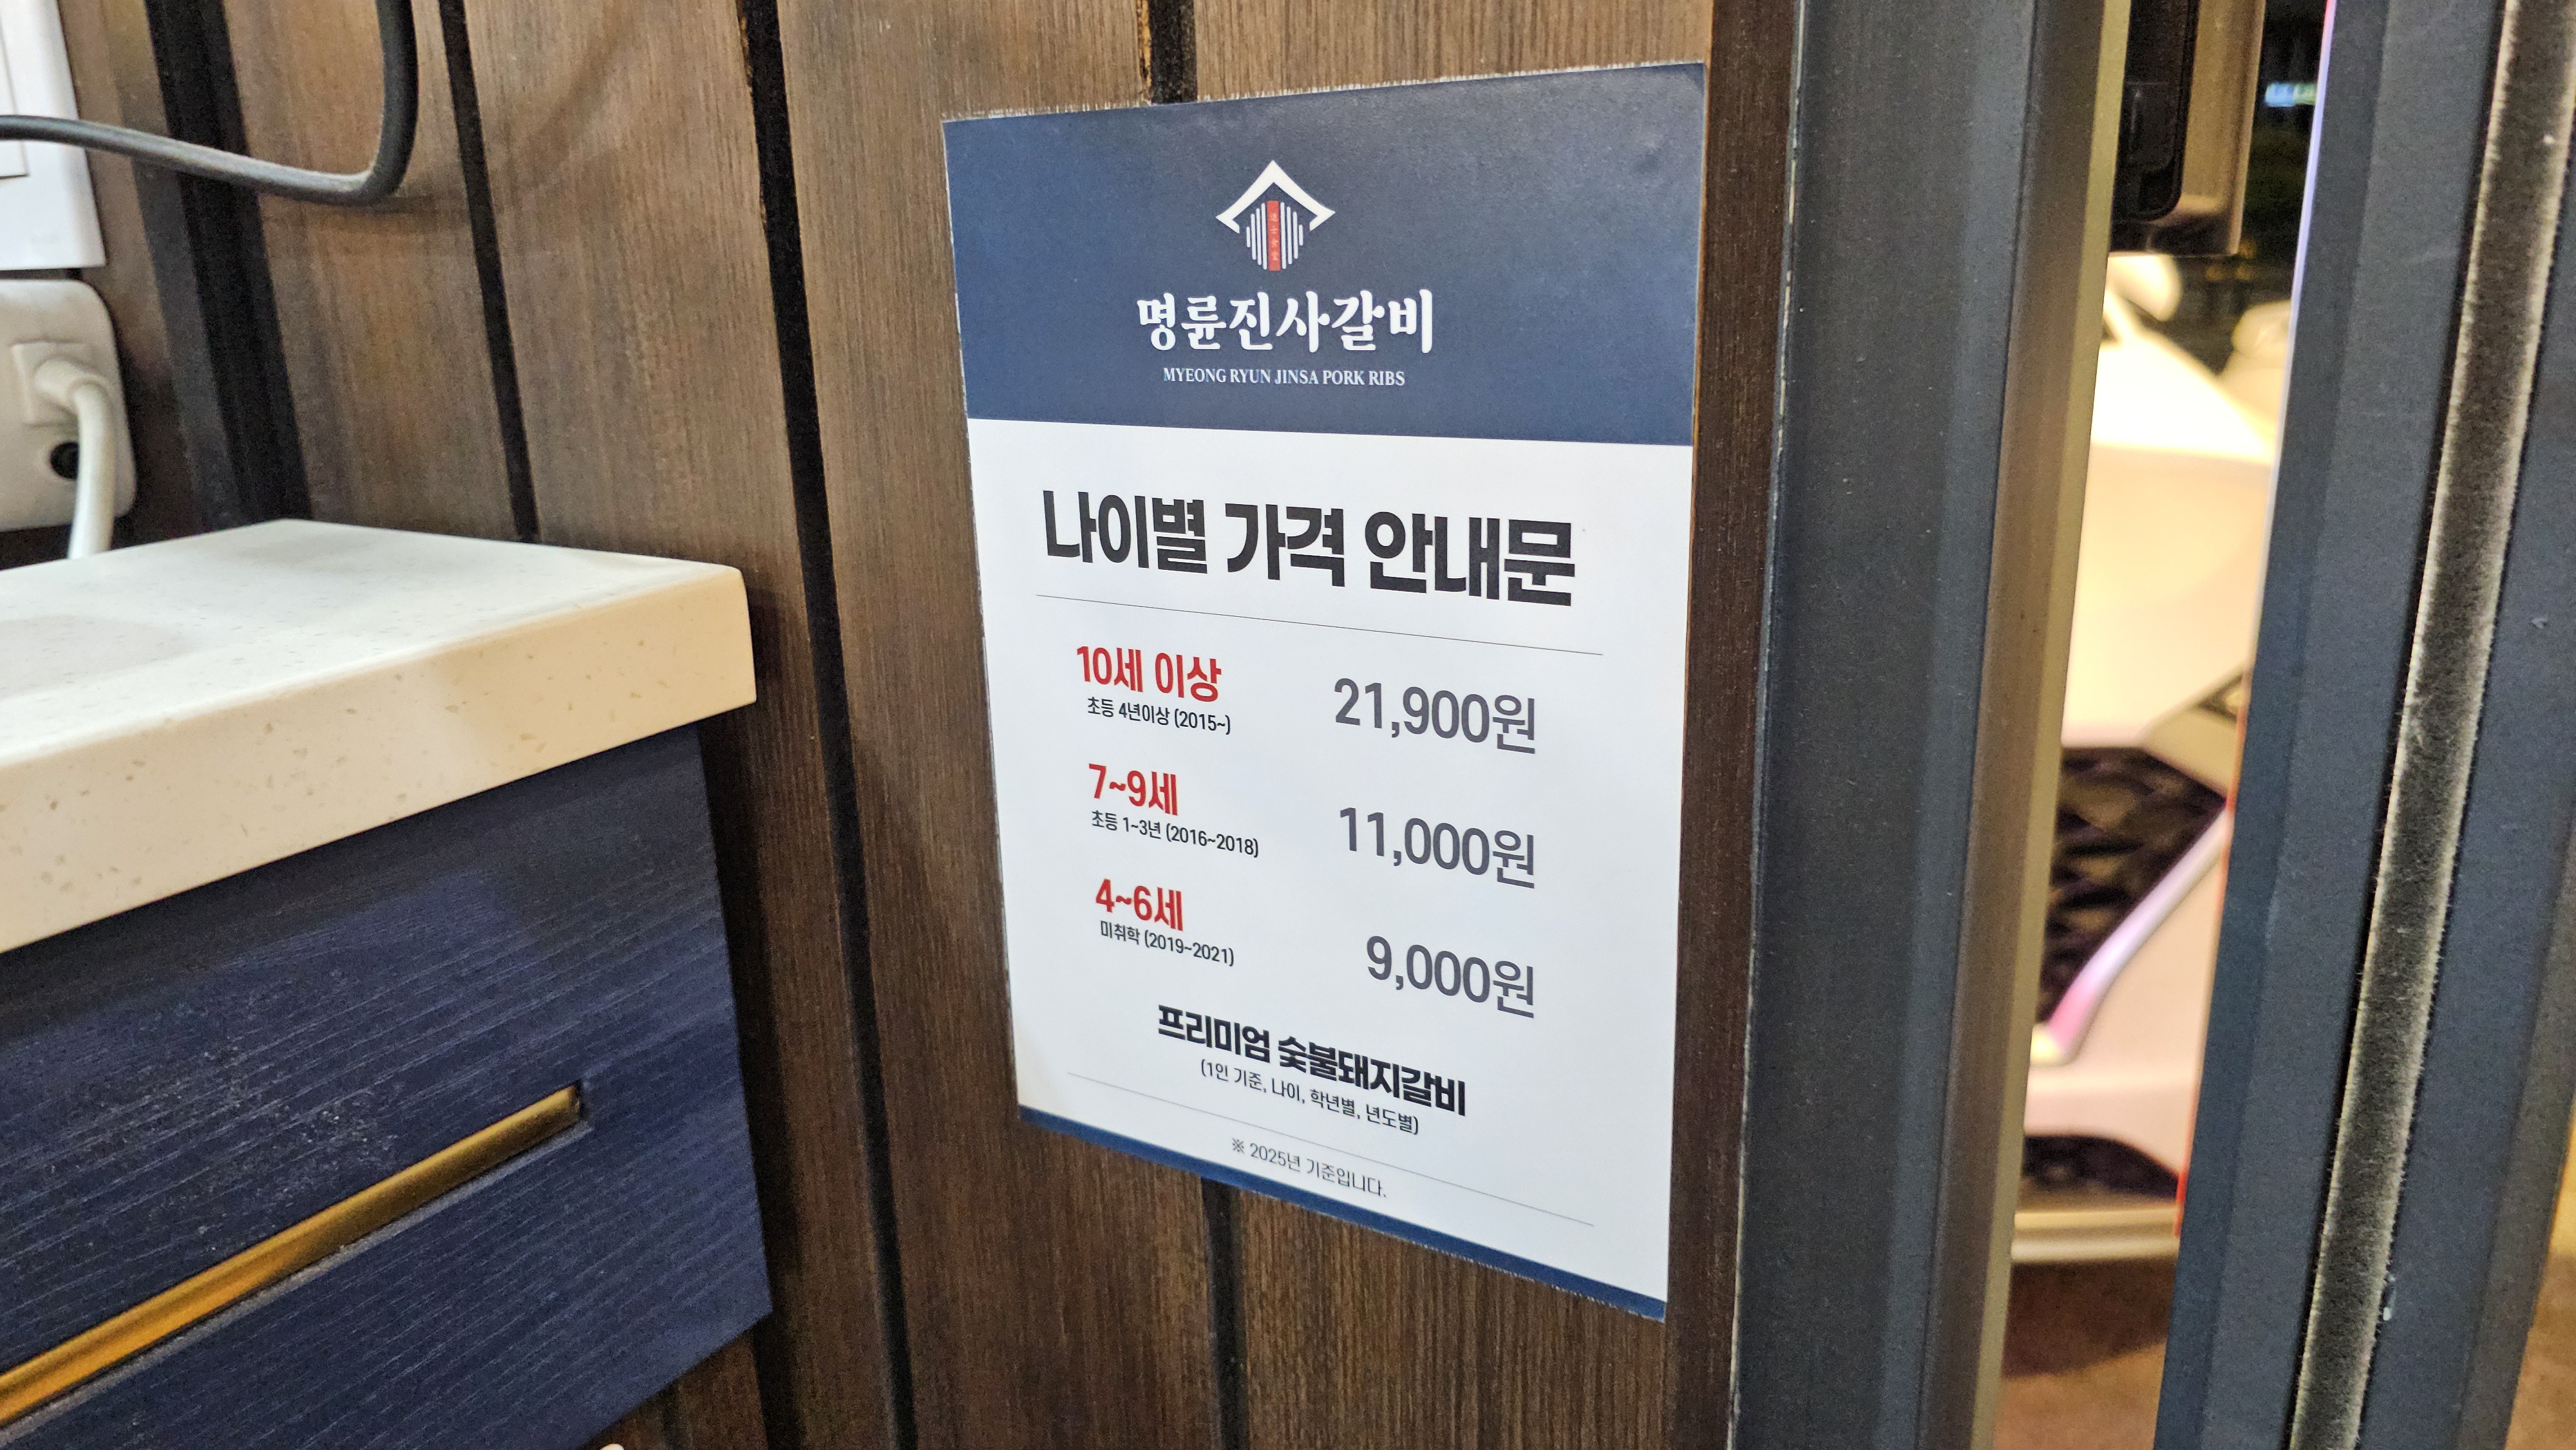 명륜진사갈비
MYEONG RYUN JINSA PORK RIBS
나이별 가격 안내문
10세 이상
초등 4년이상 (2015~)
21,900원
7~9세
초등 1~3년 (2016~2018)
11,000원
4~6세
미취학 (2019~2021)
9,000원
프리미엄 숯불돼지갈비
(1인 기준, 나이, 학년별, 년도별)
※ 2025년 기준입니다.